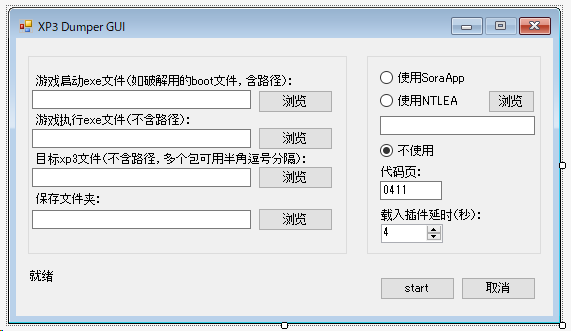 XP3 Dumper GUI
游戏启动exe文件(如破解用的boot文件,含路径):
浏览
游戏执行exe文件(不含路径):
浏览
目标xp3文件(不含路径,多个包可用半角逗号分隔):
浏览
保存文件夹:
浏览
使用SoraApp
使用NTLEA
浏览
不使用
代码页:
0411
载入插件延时(秒):
4
就绪
start
取消